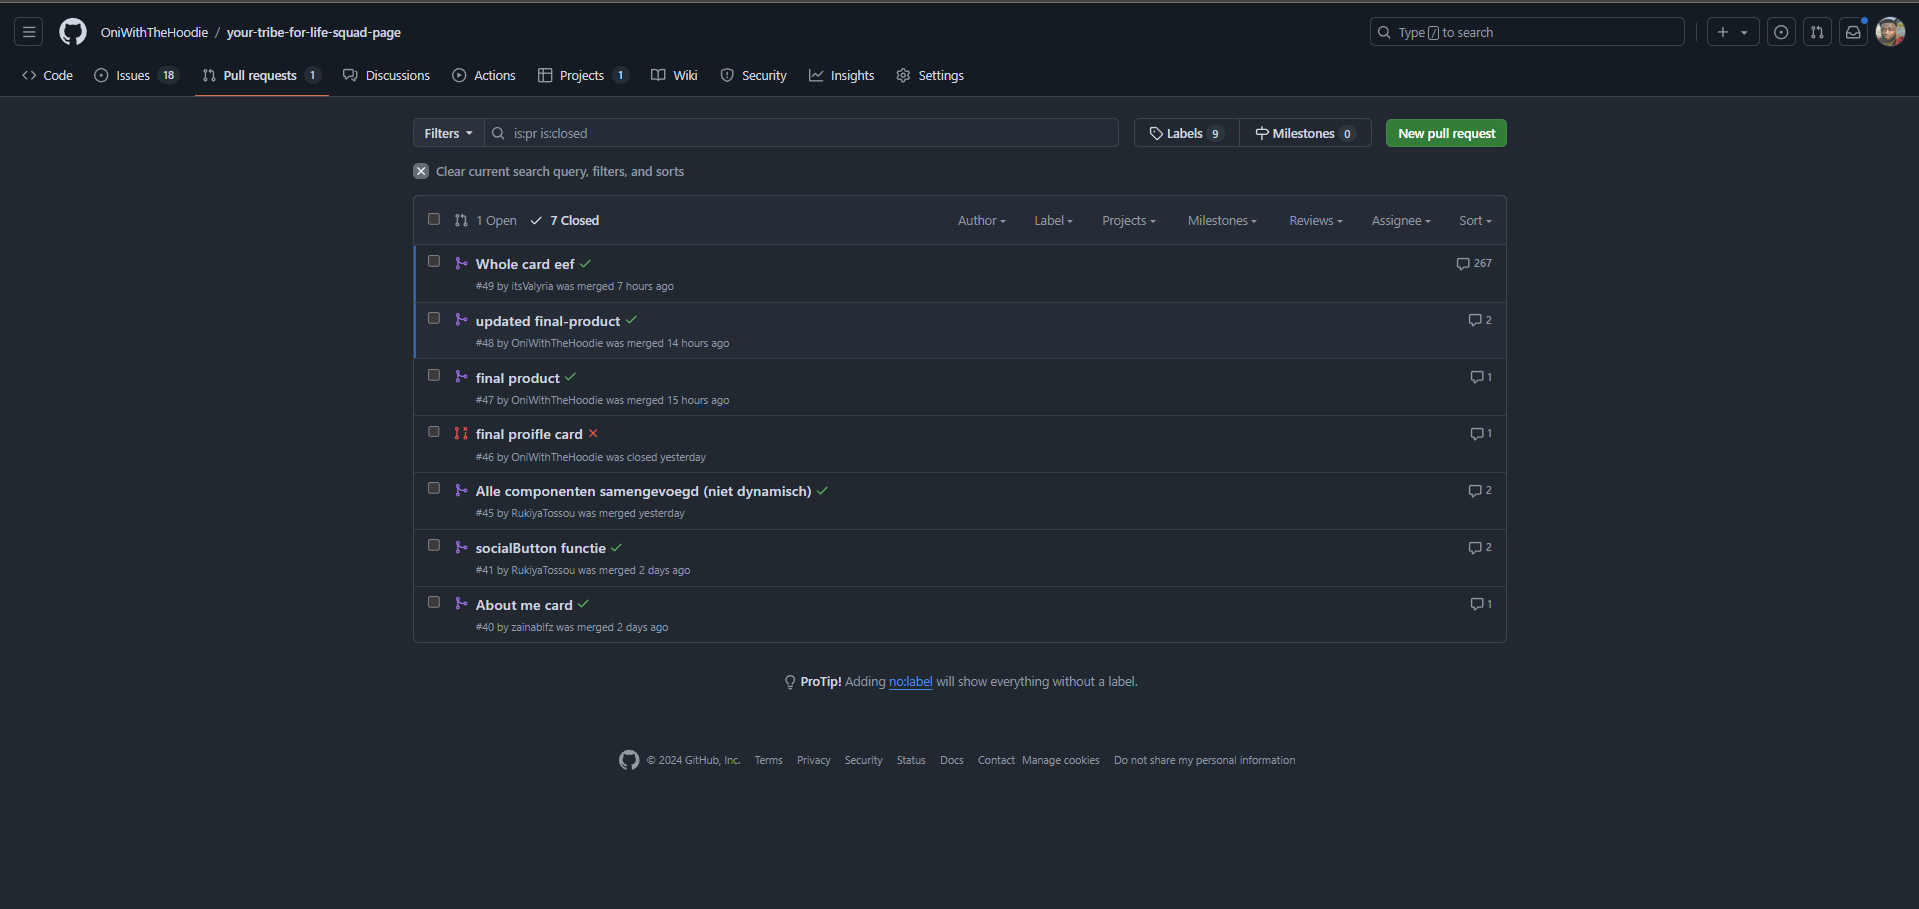 OniWithTheHoodie / your-tribe-for-life-squad-page
Type / to search
Code Issues 18 Pull requests 1 Discussions Actions Projects 1 Wiki Security Insights Settings
Filters is:pr is:closed Labels 9 Milestones 0 New pull request
Clear current search query, filters, and sorts
1 Open 7 Closed Author Label Projects Milestones Reviews Assignee Sort
Whole card eef 267
#49 by itsValyria was merged 7 hours ago
updated final-product 2
#48 by OniWithTheHoodie was merged 14 hours ago
final product 1
#47 by OniWithTheHoodie was merged 15 hours ago
final proifle card 1
#46 by OniWithTheHoodie was closed yesterday
Alle componenten samengevoegd (niet dynamisch) 2
#45 by RukiyaTossou was merged yesterday
socialButton functie 2
#41 by RukiyaTossou was merged 2 days ago
About me card 1
#40 by zainablfz was merged 2 days ago
ProTip! Adding no:label will show everything without a label.
© 2024 GitHub, Inc. Terms Privacy Security Status Docs Contact Manage cookies Do not share my personal information